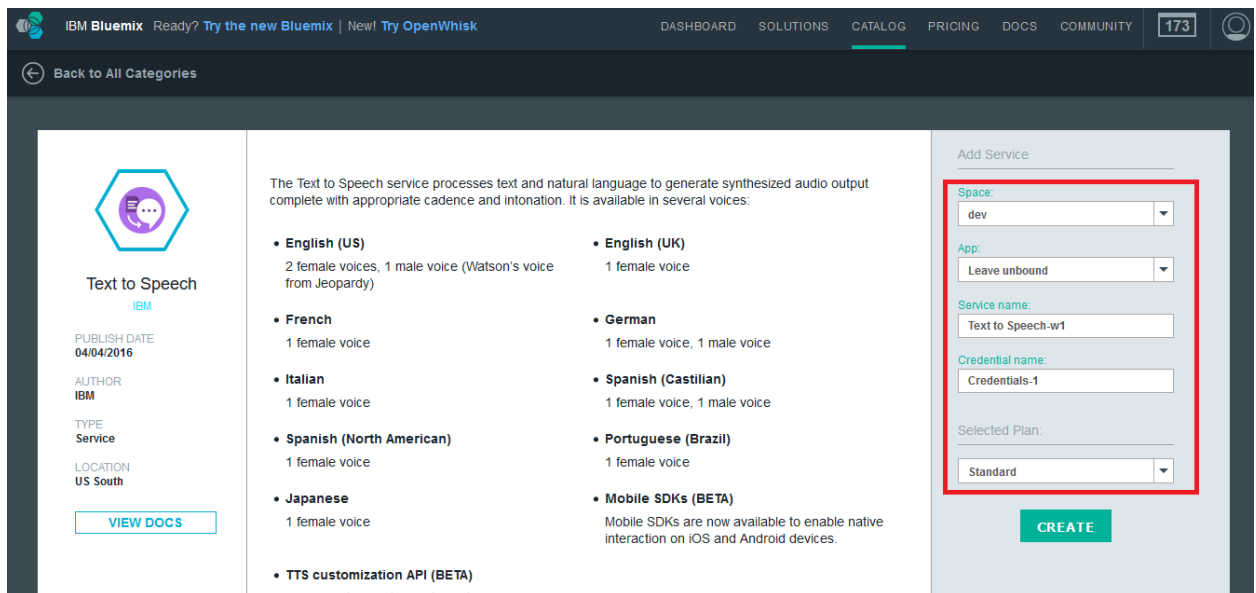 IBM Bluemix Ready? Try the new Bluemix | New! Try OpenWhisk
DASHBOARD SOLUTIONS CATALOG PRICING DOCS COMMUNITY 173
Back to All Categories
Text to Speech
IBM
PUBLISH DATE
04/04/2016
AUTHOR
IBM
TYPE
Service
LOCATION
US South
VIEW DOCS
The Text to Speech service processes text and natural language to generate synthesized audio output
complete with appropriate cadence and intonation. It is available in several voices:
• English (US)
2 female voices, 1 male voice (Watson's voice
from Jeopardy)
• English (UK)
1 female voice
• French
1 female voice
• German
1 female voice, 1 male voice
• Italian
1 female voice
• Spanish (Castilian)
1 female voice, 1 male voice
• Spanish (North American)
1 female voice
• Portuguese (Brazil)
1 female voice
• Japanese
1 female voice
• Mobile SDKs (BETA)
Mobile SDKs are now available to enable native
interaction on iOS and Android devices.
• TTS customization API (BETA)
Add Service
Space:
dev
App:
Leave unbound
Service name:
Text to Speech-w1
Credential name:
Credentials-1
Selected Plan:
Standard
CREATE